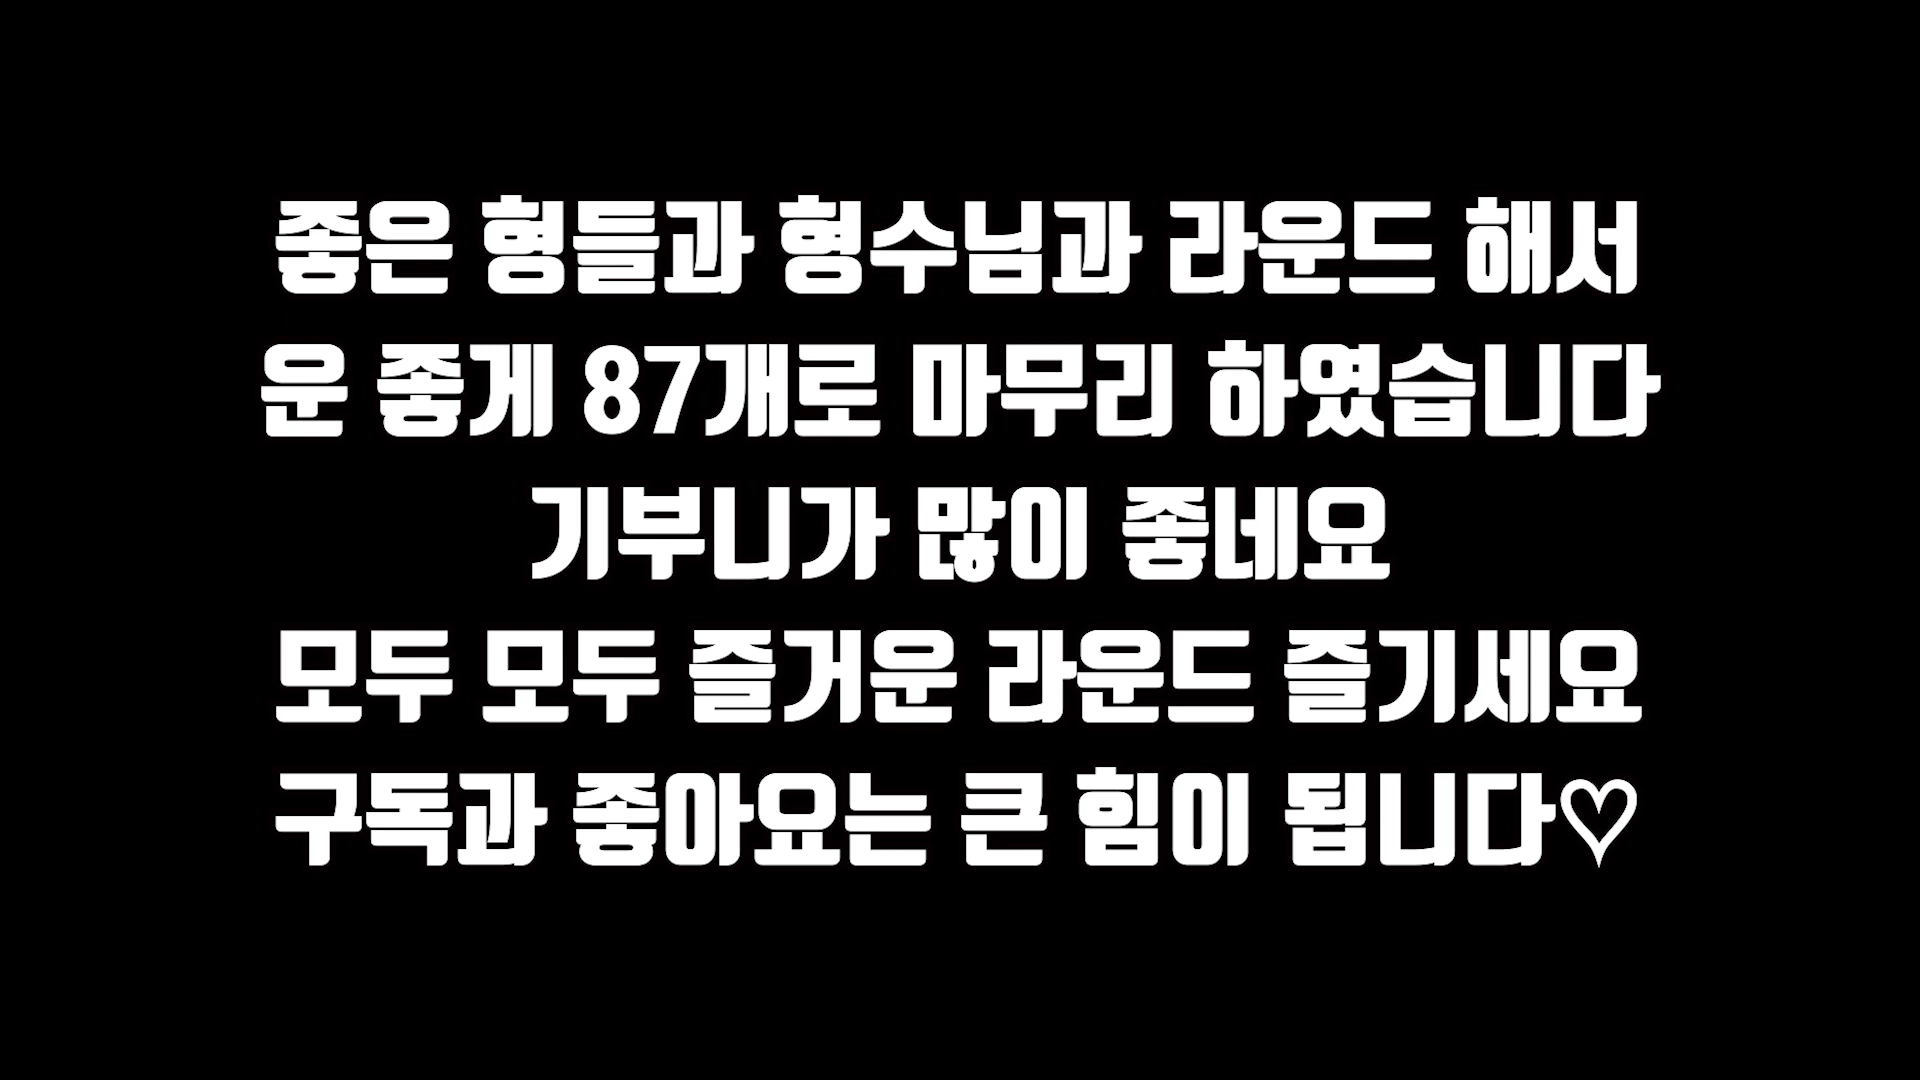 좋은 형들과 형수님과 라운드 해서
운 좋게 87개로 마무리 하였습니다
기부니가 많이 좋네요
모두 모두 즐거운 라운드 즐기세요
구독과 좋아요는 큰 힘이 됩니다♡